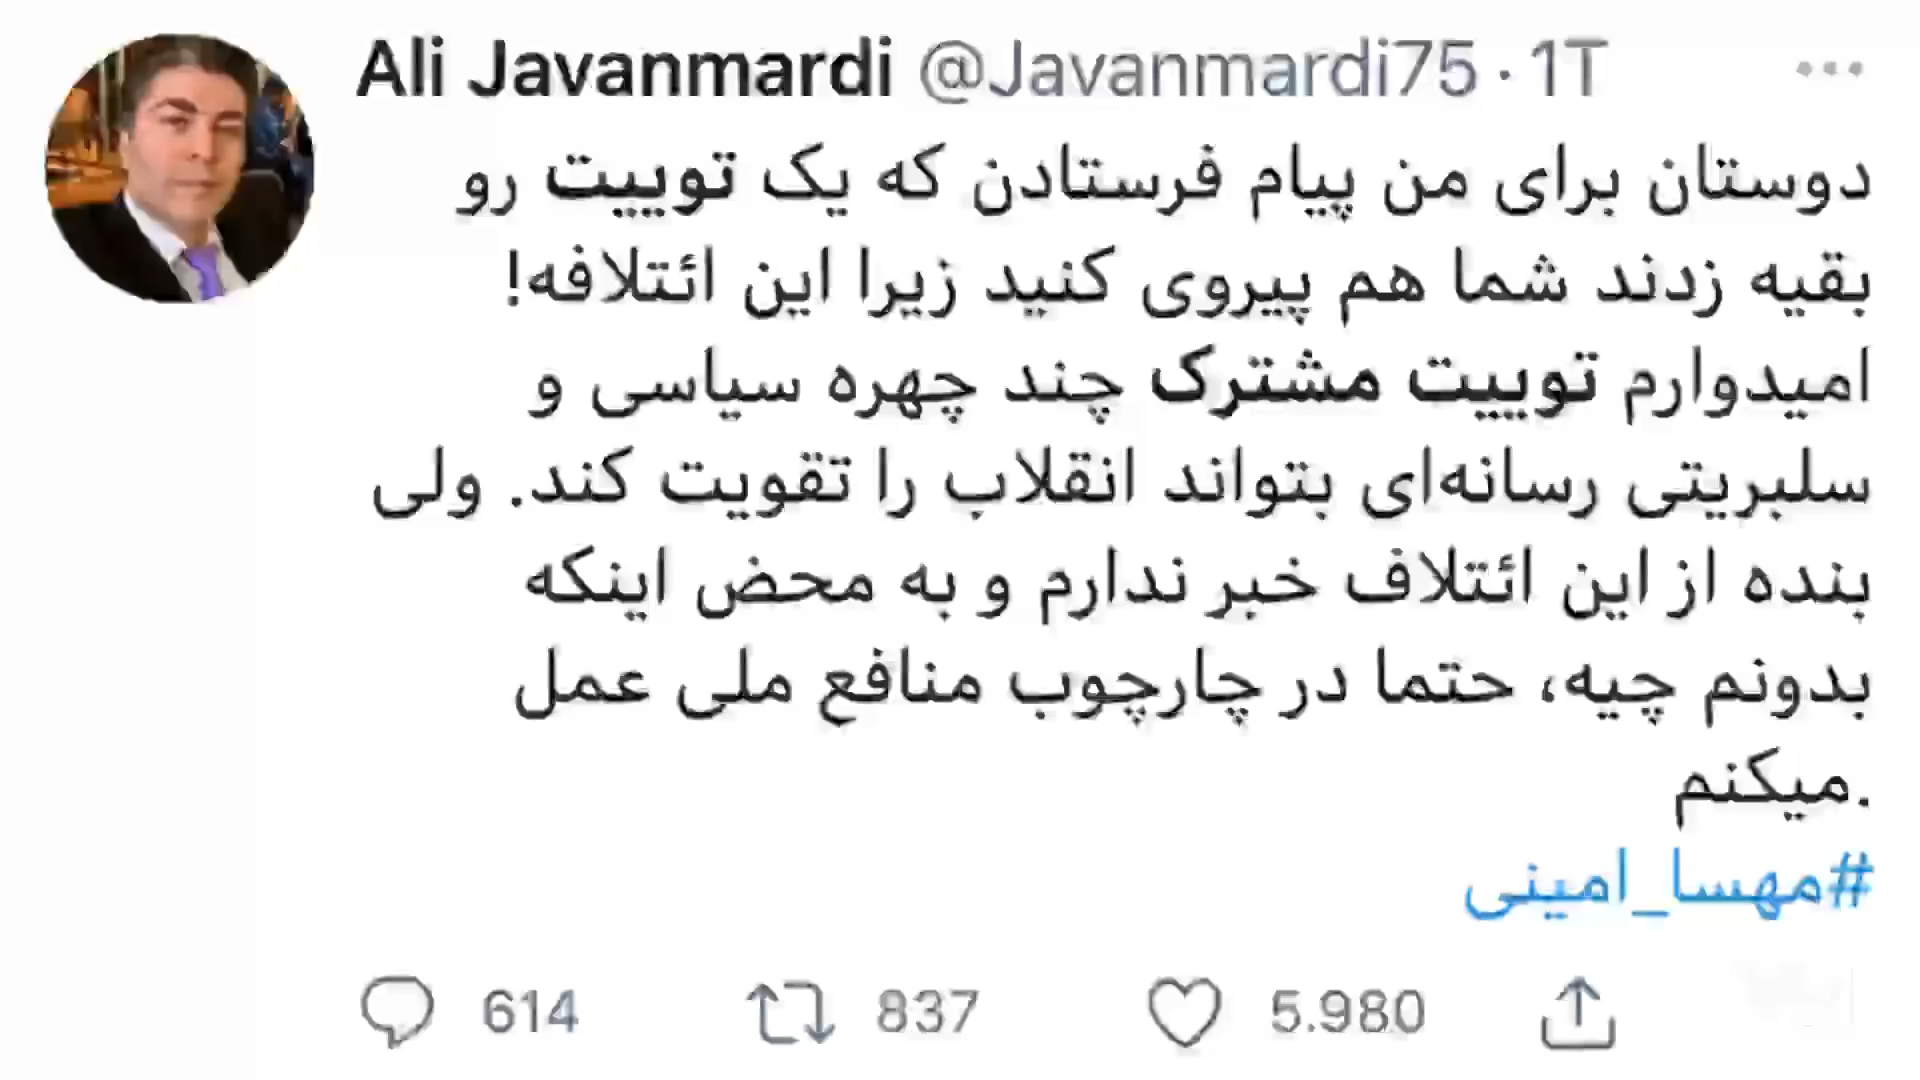 Ali Javanmardi @Javanmardi75 · 1T
دوستان برای من پیام فرستادن که یک توییت رو
بقیه زدند شما هم پیروی کنید زیرا این ائتلافه!
امیدوارم توییت مشترک چند چهره سیاسی و
سلبریتی رسانه‌ای بتواند انقلاب را تقویت کند. ولی
بنده از این ائتلاف خبر ندارم و به محض اینکه
بدونم چیه، حتما در چارچوب منافع ملی عمل
.میکنم
#مهسا_امینی
614 837 5.980